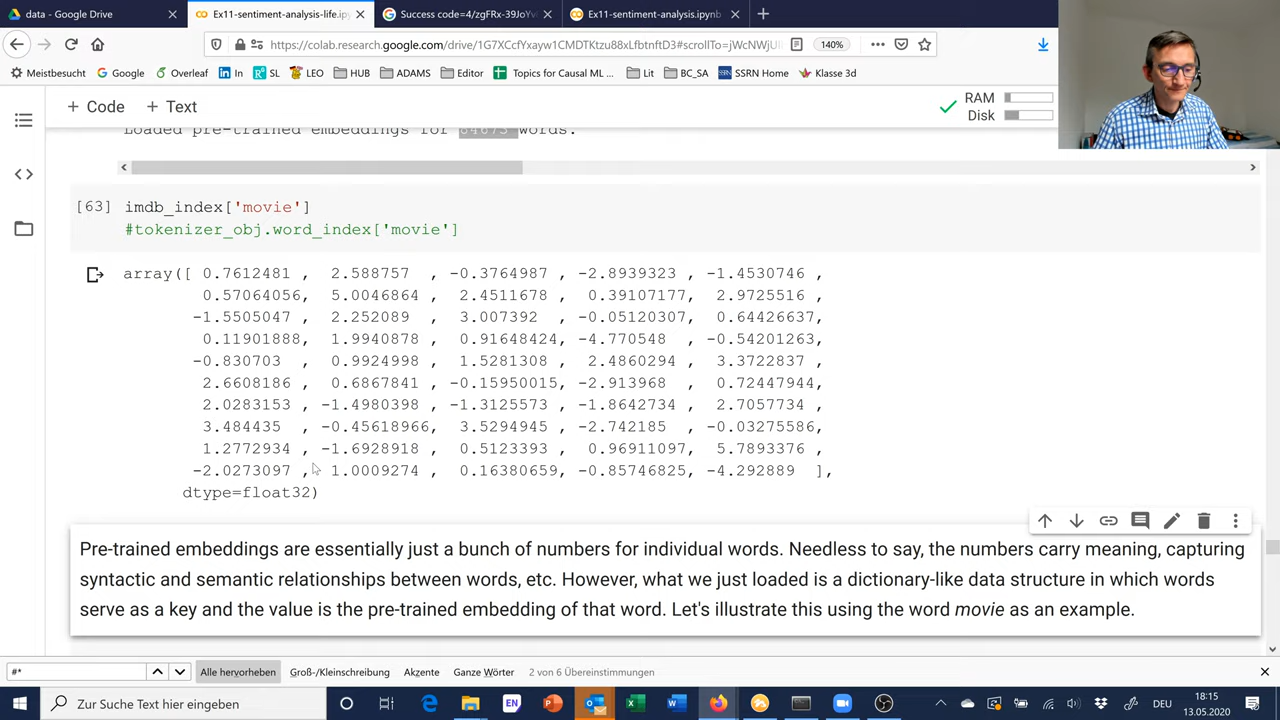 data - Google Drive
Ex11-sentiment-analysis-life.ipy
Success code=4/zgFRx-39JoYv
Ex11-sentiment-analysis.ipynb
https://colab.research.google.com/drive/1G7XCcfYxayw1CMDTKtzu88xLfbtnftD3#scrollTo=jWcNWjUl
140%
Meistbesucht
Google
Overleaf
In
SL
LEO
HUB
ADAMS
Editor
Topics for Causal ML ...
Lit
BC_SA
SSRN Home
Klasse 3d
+ Code + Text
RAM
Disk
Loaded pre-trained embeddings for 84673 words.
[63] imdb_index['movie']
#tokenizer_obj.word_index['movie']
array([ 0.7612481 , 2.588757 , -0.3764987 , -2.8939323 , -1.4530746 ,
0.57064056, 5.0046864 , 2.4511678 , 0.39107177, 2.9725516 ,
-1.5505047 , 2.252089 , 3.007392 , -0.05120307, 0.64426637,
0.11901888, 1.9940878 , 0.91648424, -4.770548 , -0.54201263,
-0.830703 , 0.9924998 , 1.5281308 , 2.4860294 , 3.3722837 ,
2.6608186 , 0.6867841 , -0.15950015, -2.913968 , 0.72447944,
2.0283153 , -1.4980398 , -1.3125573 , -1.8642734 , 2.7057734 ,
3.484435 , -0.45618966, 3.5294945 , -2.742185 , -0.03275586,
1.2772934 , -1.6928918 , 0.5123393 , 0.96911097, 5.7893376 ,
-2.0273097 , 1.0009274 , 0.16380659, -0.85746825, -4.292889 ],
dtype=float32)
Pre-trained embeddings are essentially just a bunch of numbers for individual words. Needless to say, the numbers carry meaning, capturing
syntactic and semantic relationships between words, etc. However, what we just loaded is a dictionary-like data structure in which words
serve as a key and the value is the pre-trained embedding of that word. Let's illustrate this using the word movie as an example.
#*
Alle hervorheben
Groß-/Kleinschreibung
Akzente
Ganze Wörter
2 von 6 Übereinstimmungen
Zur Suche Text hier eingeben
EN
DEU
18:15
13.05.2020